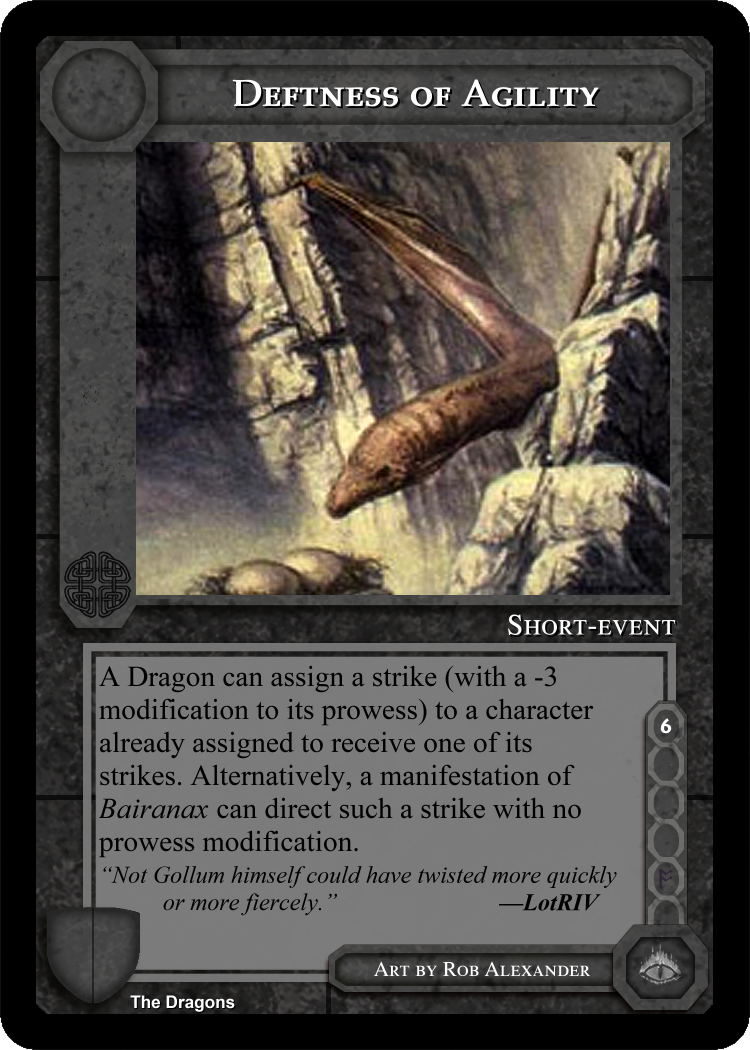 Deftness of Agility
Short-event
A Dragon can assign a strike (with a -3
modification to its prowess) to a character
already assigned to receive one of its
strikes. Alternatively, a manifestation of
Bairanax can direct such a strike with no
prowess modification.
6
“Not Gollum himself could have twisted more quickly
or more fiercely.” —LotRIV
Art by Rob Alexander
The Dragons